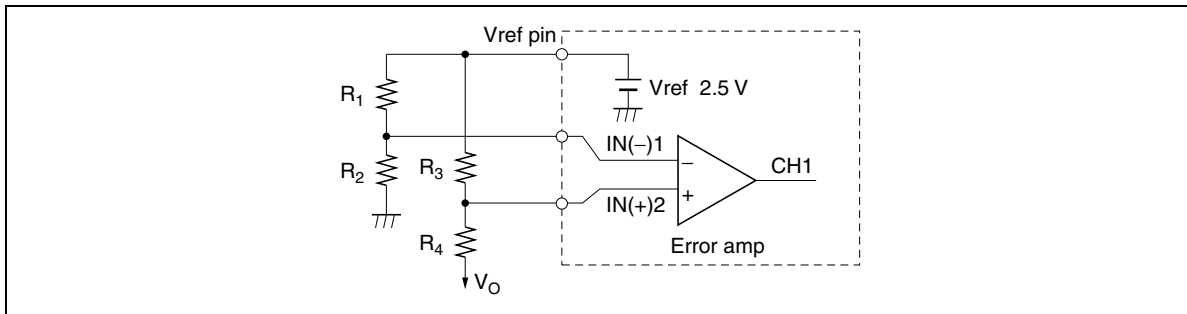 Vref pin
Vref 2.5 V
R1
IN(−)1
CH1
−
R2
R3
IN(+)2
+
R4
Error amp
VO